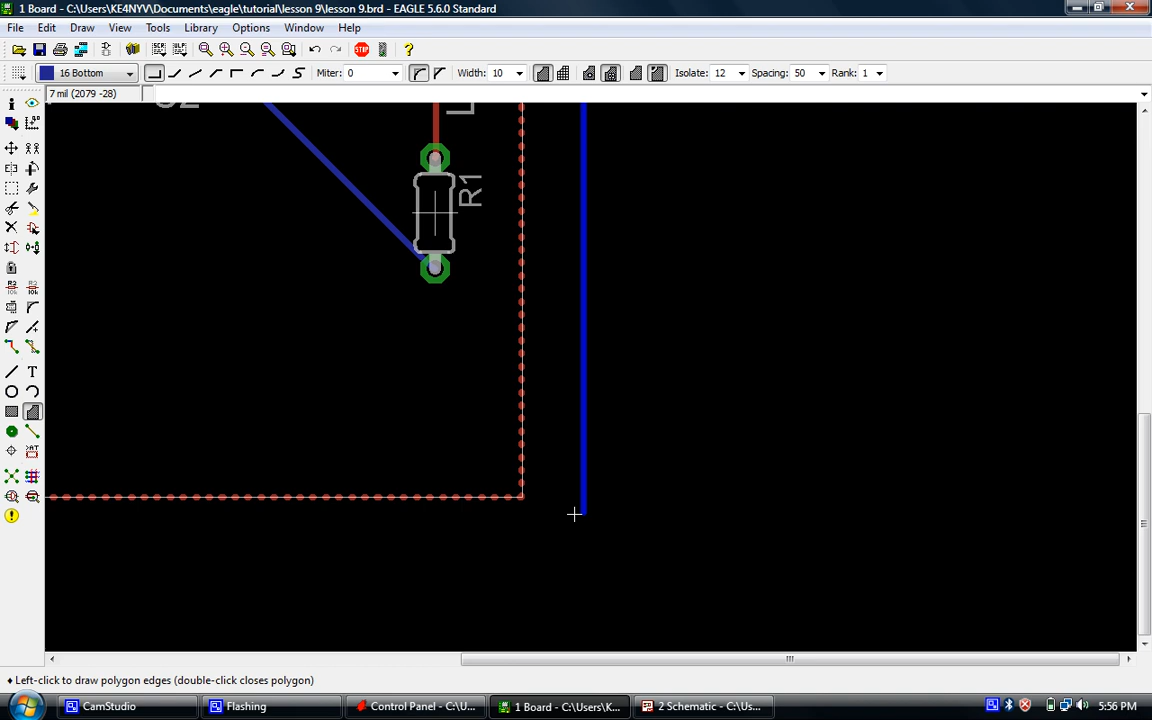 1 Board - C:\Users\KE4NYV\Documents\eagle\tutorial\lesson 9\lesson 9.brd - EAGLE 5.6.0 Standard
File Edit Draw View Tools Library Options Window Help
16 Bottom Miter: 0 Width: 10 Isolate: 12 Spacing: 50 Rank: 1
7 mil (2079 -28)
R1
♦ Left-click to draw polygon edges (double-click closes polygon)
CamStudio Flashing Control Panel - C:\U... 1 Board - C:\Users\K... 2 Schematic - C:\Us... 5:56 PM